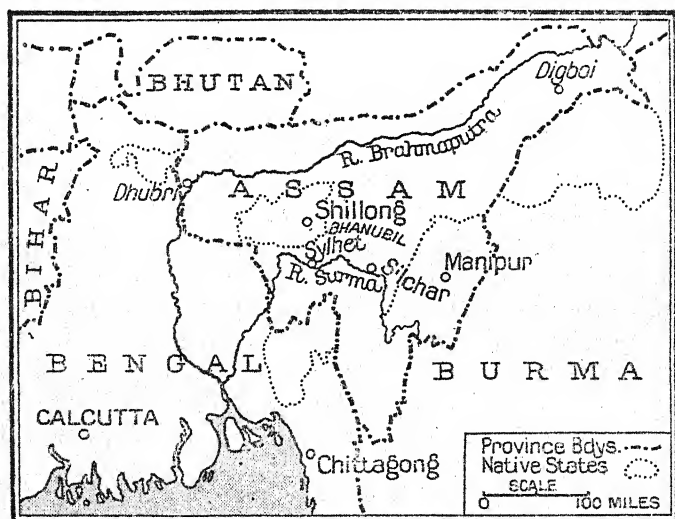 BHUTAN
Digboi
R. Brahmaputra
BIHAR
Dhubri
ASSAM
Shillong
BHANUBIL
Sylhet
R. Surma
Silchar
Manipur
BENGAL
BURMA
CALCUTTA
Chittagong
Province Bdys.
Native States
SCALE
0 100 MILES